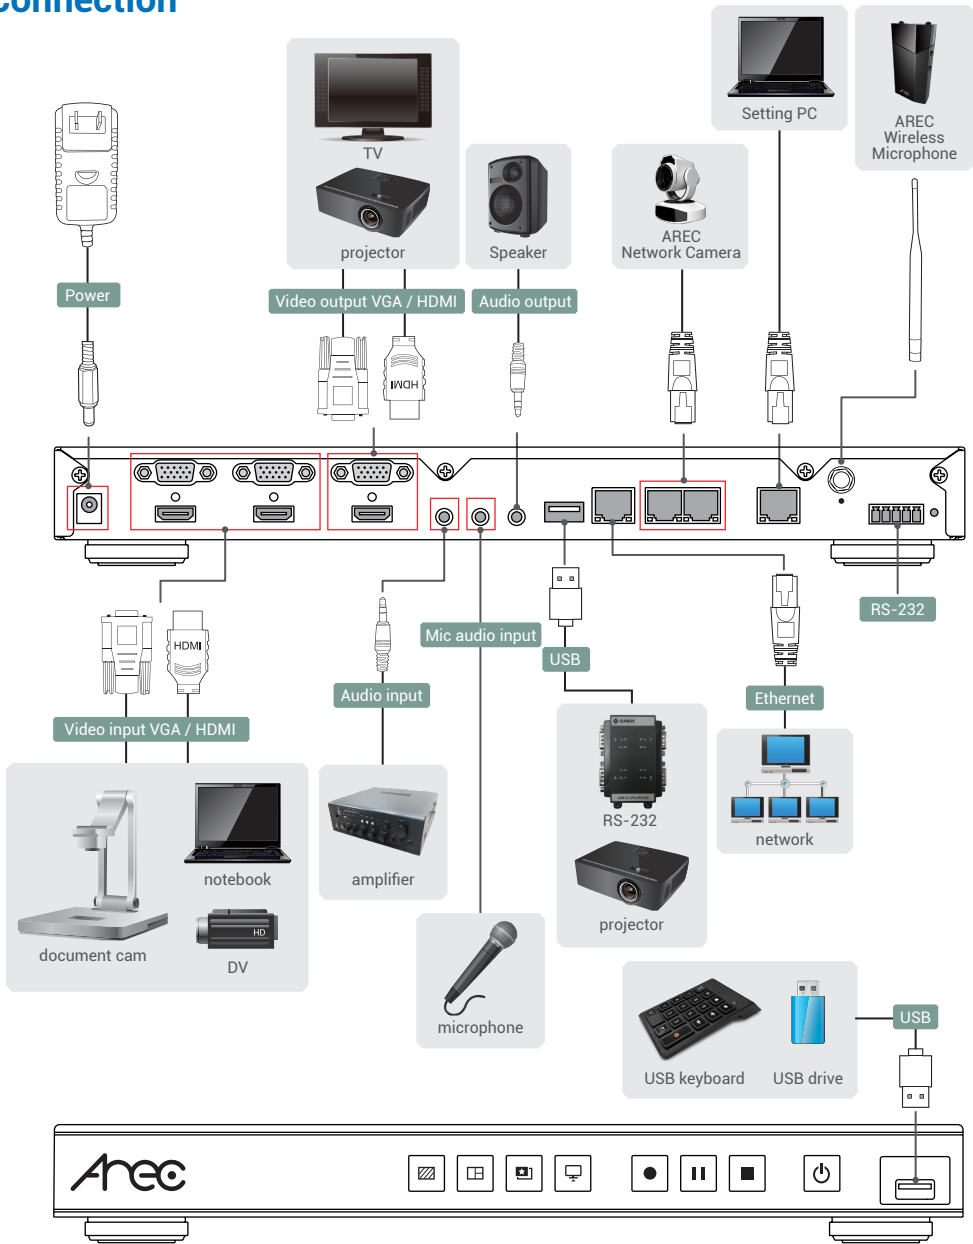 Connection
Setting PC
AREC
AREC
Wireless
Microphone
TV
projector
Speaker
AREC
Network Camera
Power
Video output VGA / HDMI
Audio output
HDMI
RS-232
HDMI
Mic audio input
USB
Audio input
Ethernet
Video input VGA / HDMI
SUNBOX
RS-232
network
notebook
amplifier
projector
HD
document cam
DV
microphone
USB
USB keyboard
USB drive
Arec